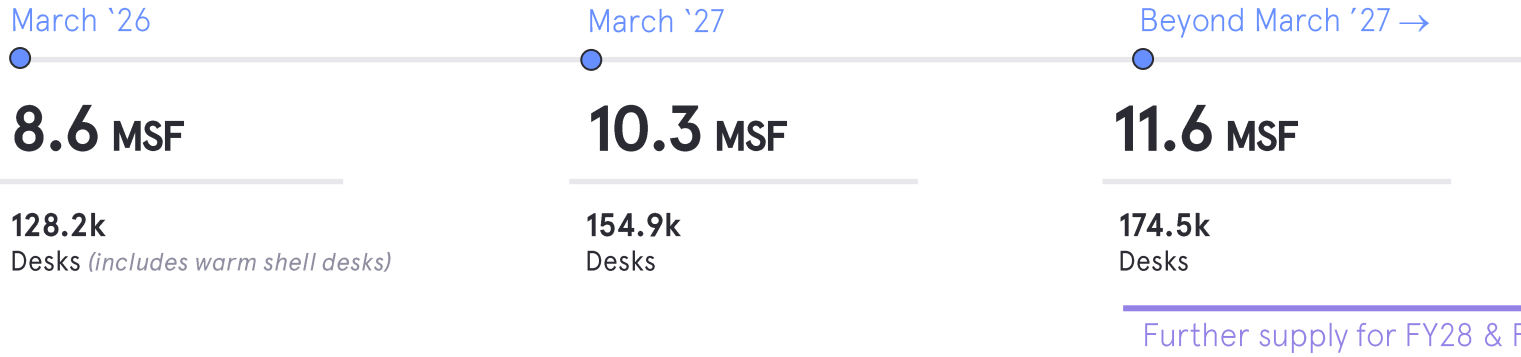 March `26
March `27
Beyond March ’27 →
8.6 MSF
10.3 MSF
11.6 MSF
128.2k
154.9k
174.5k
Desks (includes warm shell desks)
Desks
Desks
Further supply for FY28 &